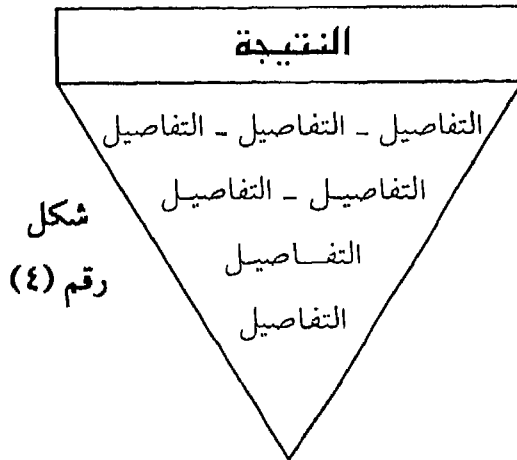 النتيجة
التفاصيل - التفاصيل - التفاصيل
التفاصيل - التفاصيل
التفاصيل
التفاصيل
شكل
رقم (٤)